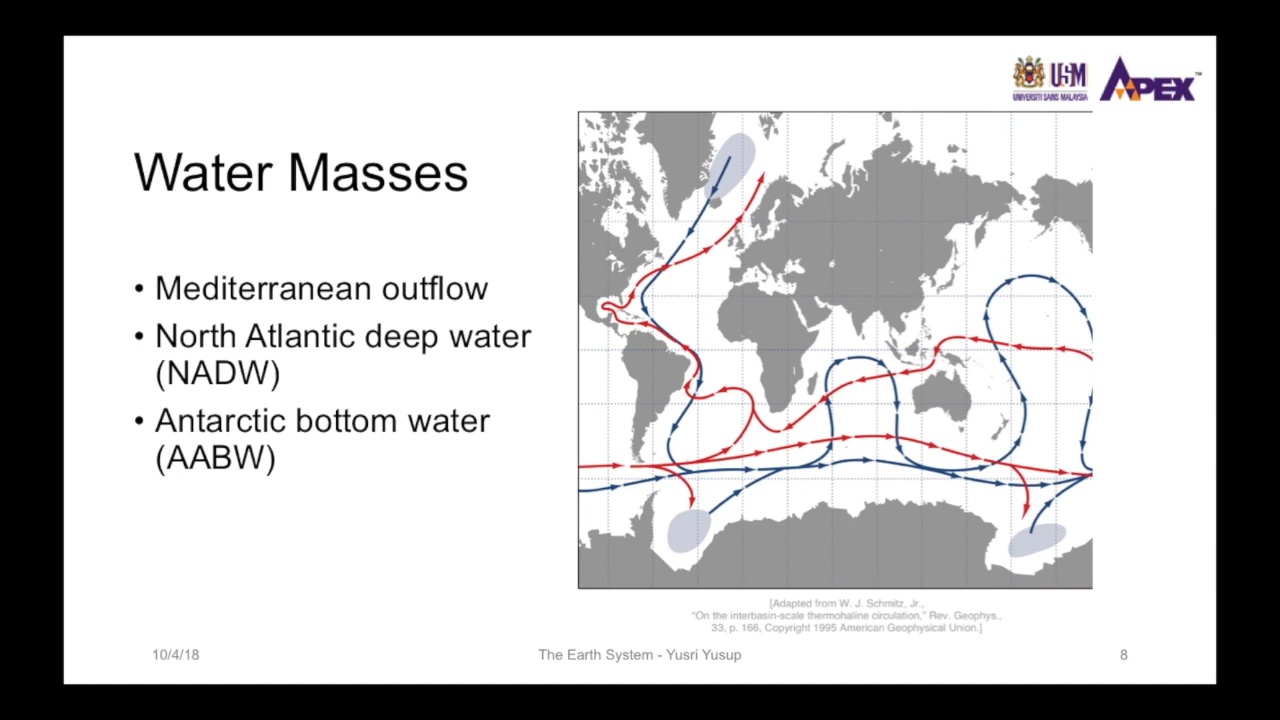 USM
UNIVERSITI SAINS MALAYSIA
APEX™
Water Masses
• Mediterranean outflow
• North Atlantic deep water
(NADW)
• Antarctic bottom water
(AABW)
[Adapted from W. J. Schmitz, Jr.,
"On the interbasin-scale thermohaline circulation," Rev. Geophys.,
33, p. 166, Copyright 1995 American Geophysical Union.]
10/4/18
The Earth System - Yusri Yusup
8